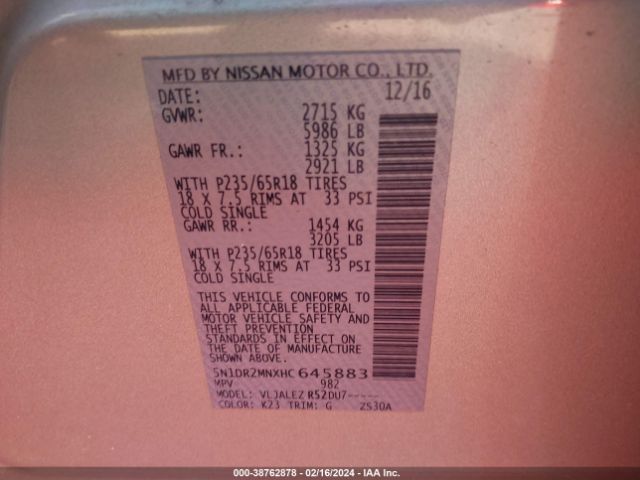 MFD BY NISSAN MOTOR CO., LTD.
DATE: 12/16
GVWR: 2715 KG
5986 LB
GAWR FR.: 1325 KG
2921 LB
WITH P235/65R18 TIRES
18 X 7.5 RIMS AT 33 PSI
COLD SINGLE
GAWR RR.: 1454 KG
3205 LB
WITH P235/65R18 TIRES
18 X 7.5 RIMS AT 33 PSI
COLD SINGLE
THIS VEHICLE CONFORMS TO
ALL APPLICABLE FEDERAL
MOTOR VEHICLE SAFETY AND
THEFT PREVENTION
STANDARDS IN EFFECT ON
THE DATE OF MANUFACTURE
SHOWN ABOVE.
5N1DR2MNXHC645883
MPV 982
MODEL: VLJALEZ R52DU7-----
COLOR: K23 TRIM: G ZS30A
000-38762878 - 02/16/2024 - IAA Inc.